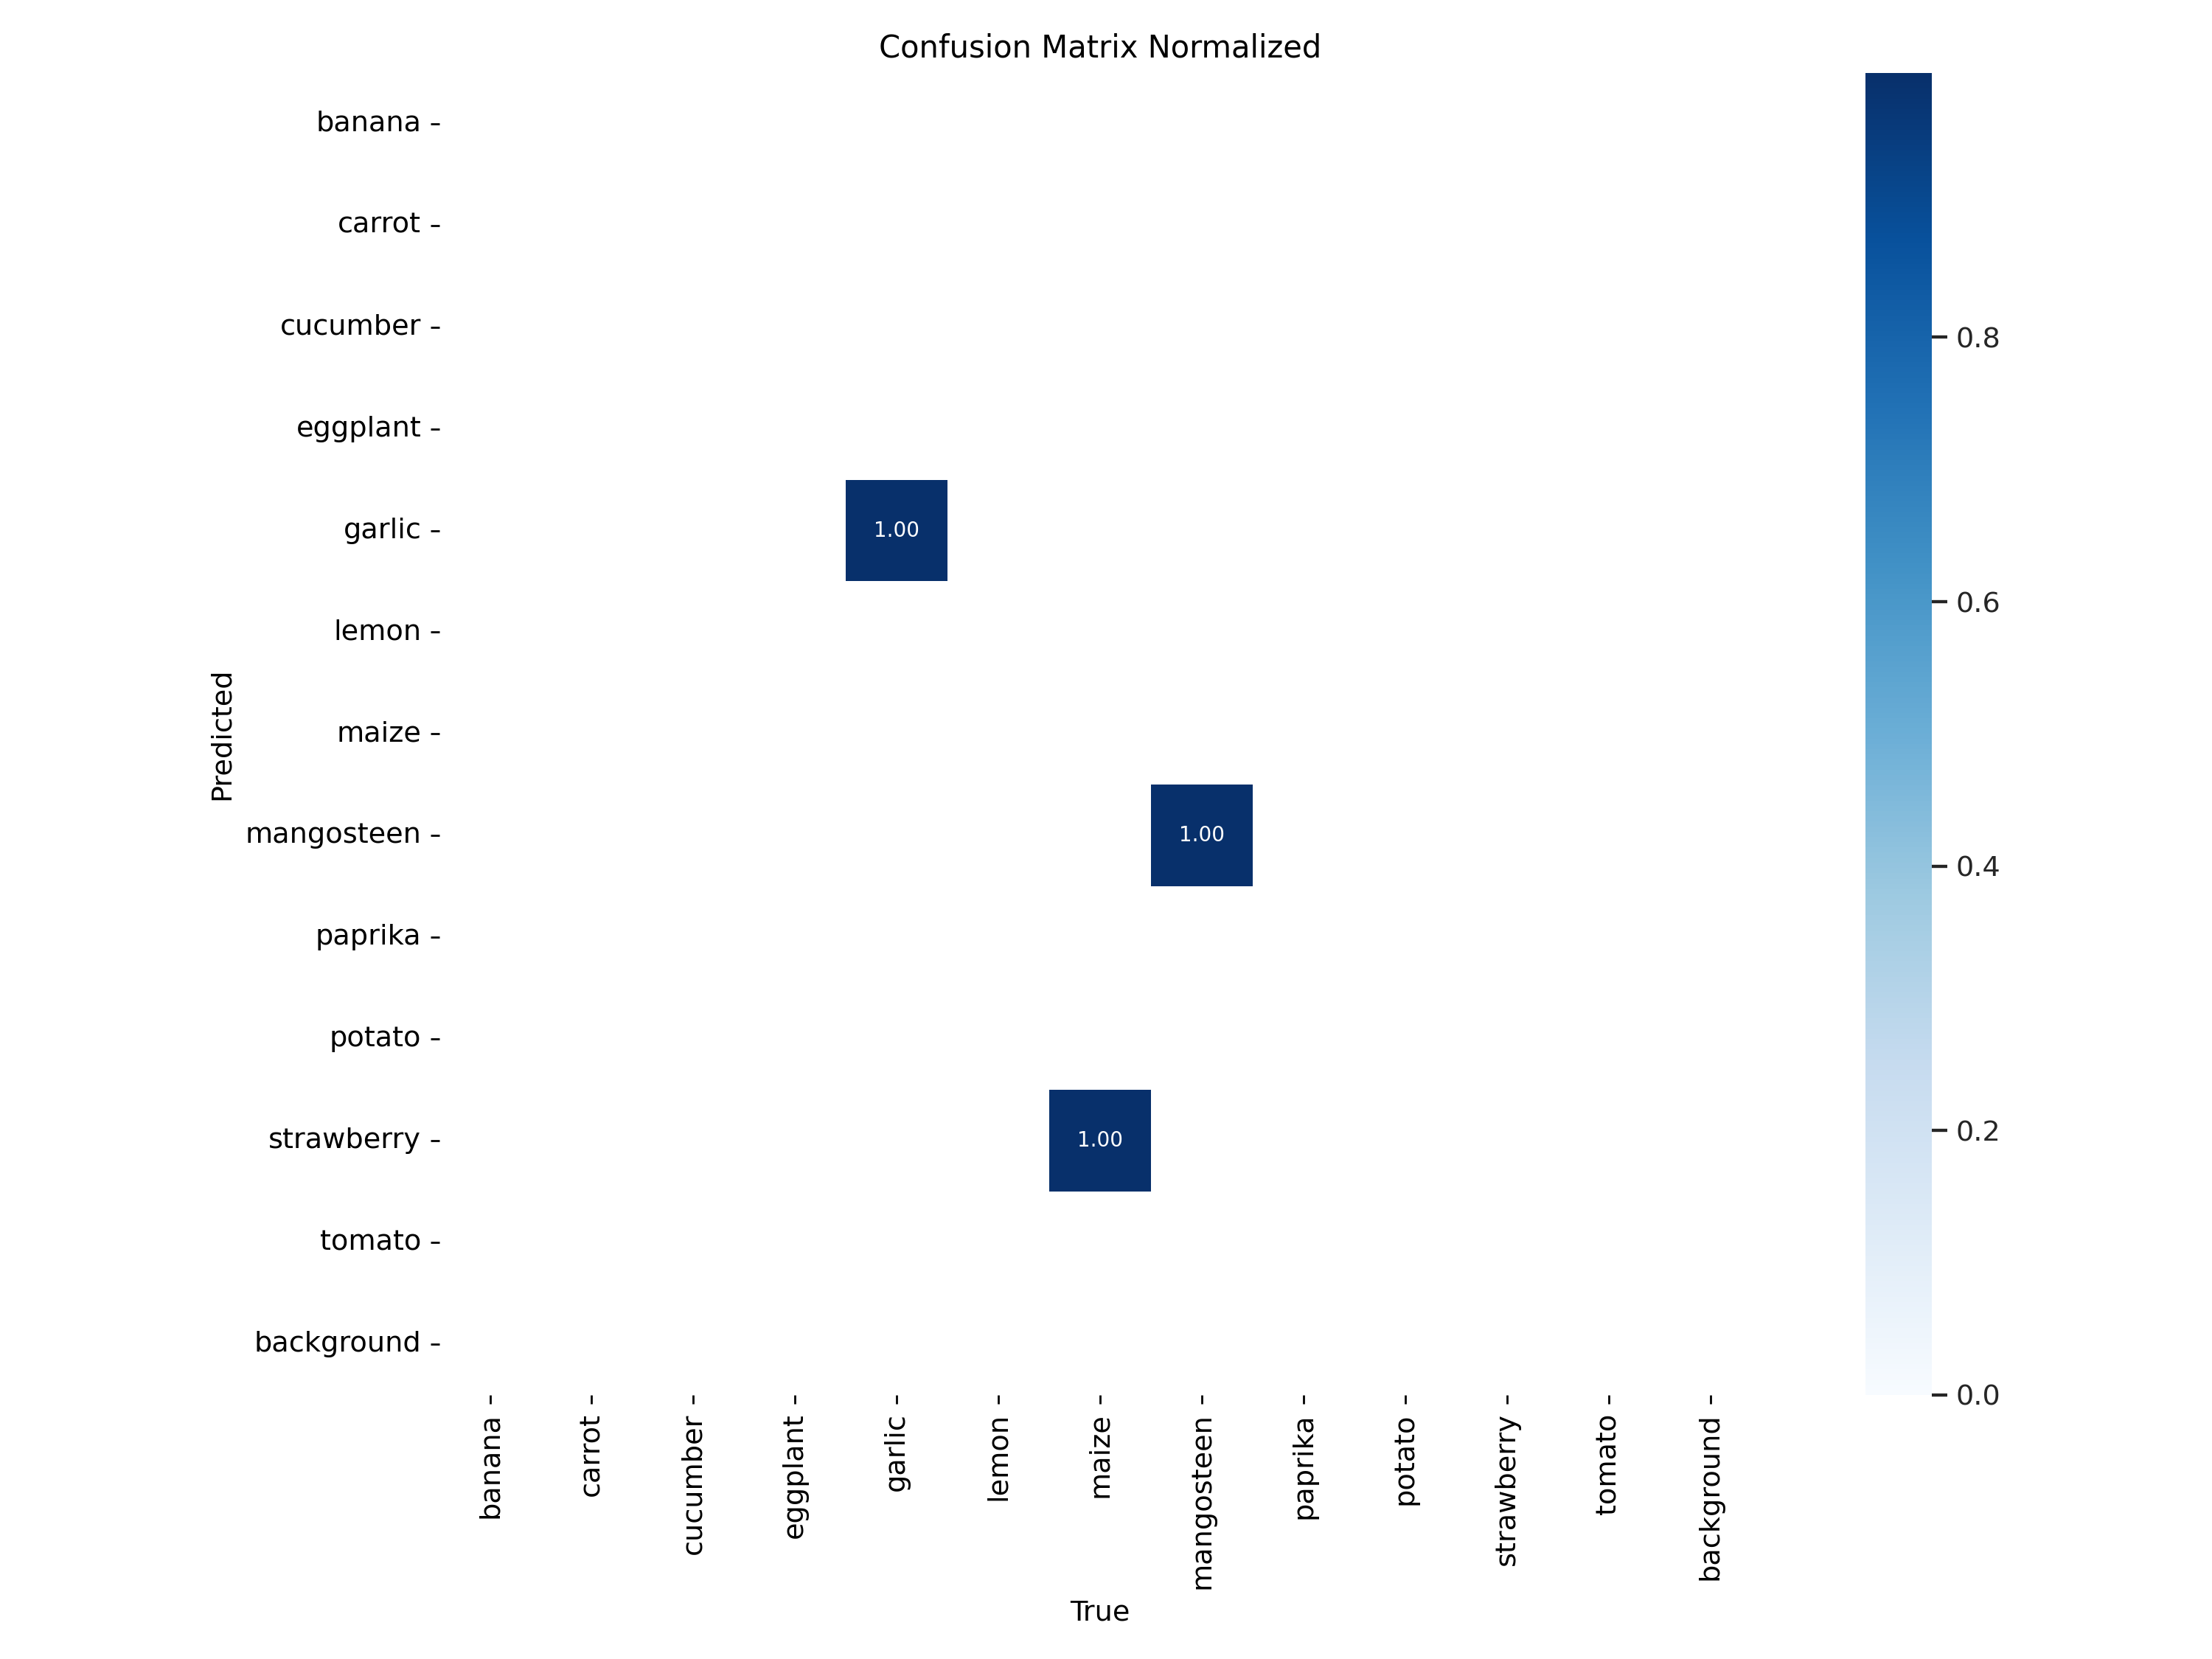 Confusion Matrix Normalized
banana
carrot
cucumber
eggplant
garlic
lemon
maize
mangosteen
paprika
potato
strawberry
tomato
background
Predicted
1.00
1.00
1.00
0.8
0.6
0.4
0.2
0.0
banana
carrot
cucumber
eggplant
garlic
lemon
maize
mangosteen
paprika
potato
strawberry
tomato
background
True